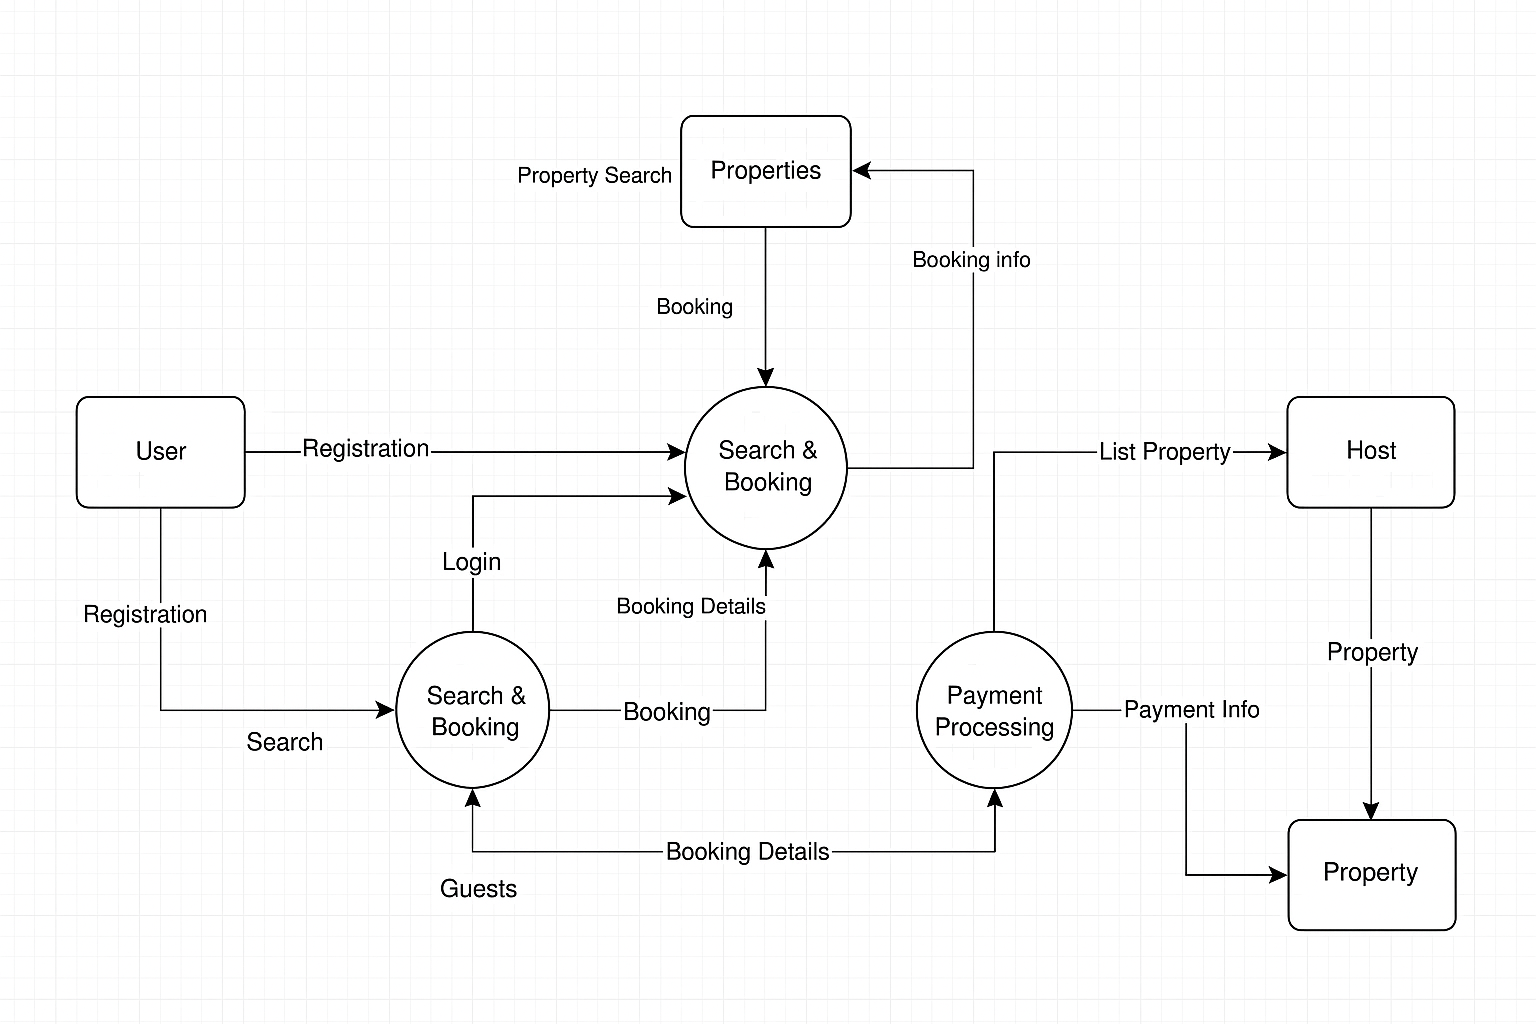 Properties
Property Search
Booking info
Booking
User
Registration
Search &
Booking
List Property
Host
Login
Booking Details
Registration
Property
Search &
Booking
Booking
Payment
Processing
Payment Info
Search
Booking Details
Property
Guests